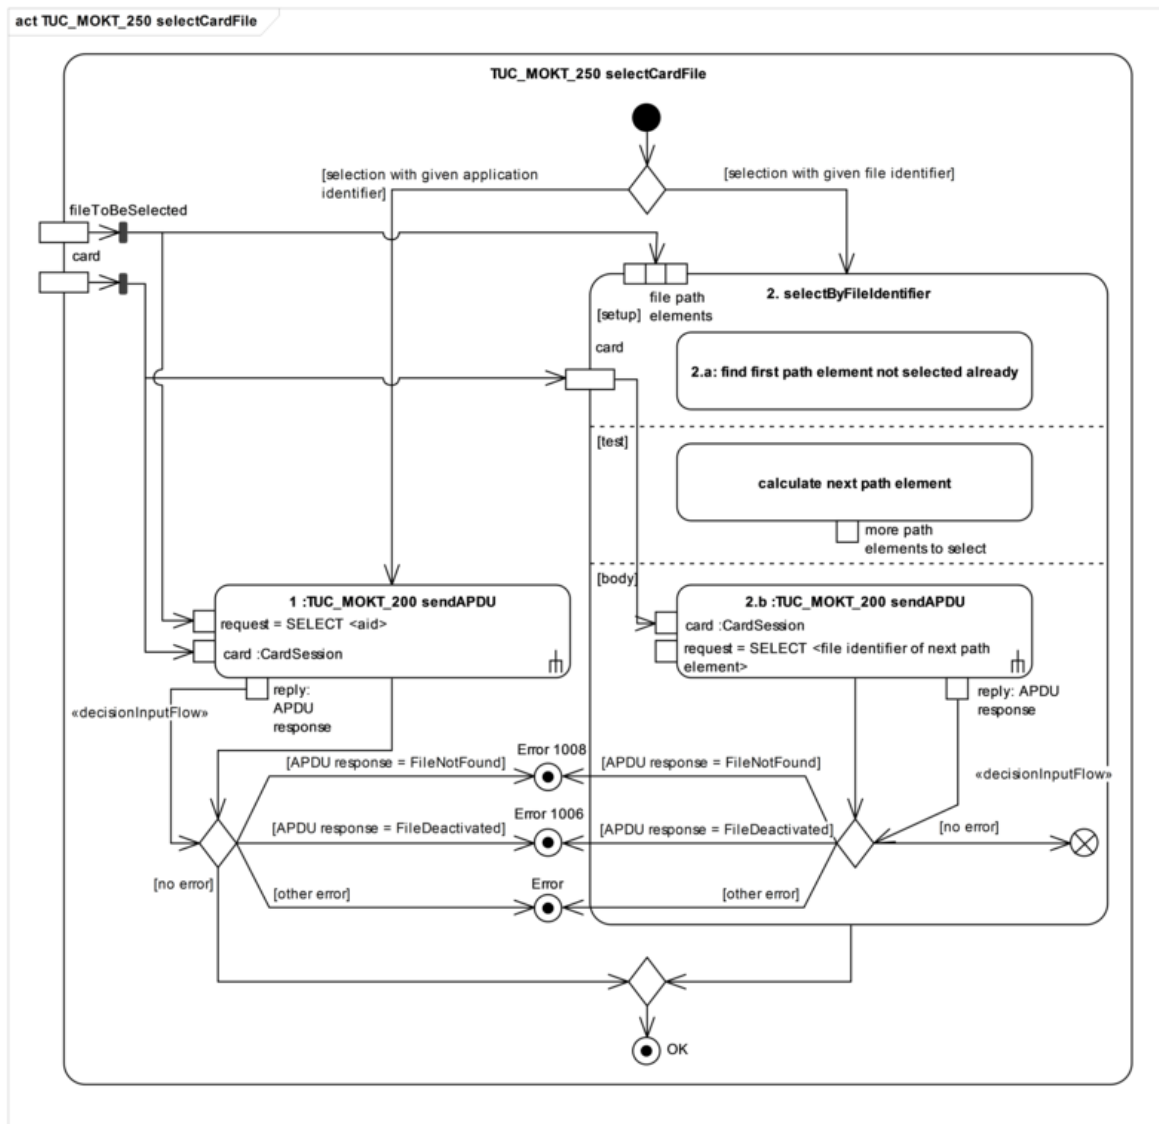 act TUC_MOKT_250 selectCardFile
TUC_MOKT_250 selectCardFile
[selection with given application
identifier]
[selection with given file identifier]
fileToBeSelected
card
2. selectByFileIdentifier
file path
elements
[setup]
card
2.a: find first path element not selected already
[test]
calculate next path element
more path
elements to select
[body]
1 :TUC_MOKT_200 sendAPDU
request = SELECT <aid>
card :CardSession
reply:
APDU
response
«decisionInputFlow»
2.b :TUC_MOKT_200 sendAPDU
card :CardSession
request = SELECT <file identifier of next path
element>
reply: APDU
response
«decisionInputFlow»
Error 1008
[APDU response = FileNotFound]
[APDU response = FileNotFound]
Error 1006
[APDU response = FileDeactivated]
[APDU response = FileDeactivated]
[no error]
[no error]
Error
[other error]
[other error]
OK